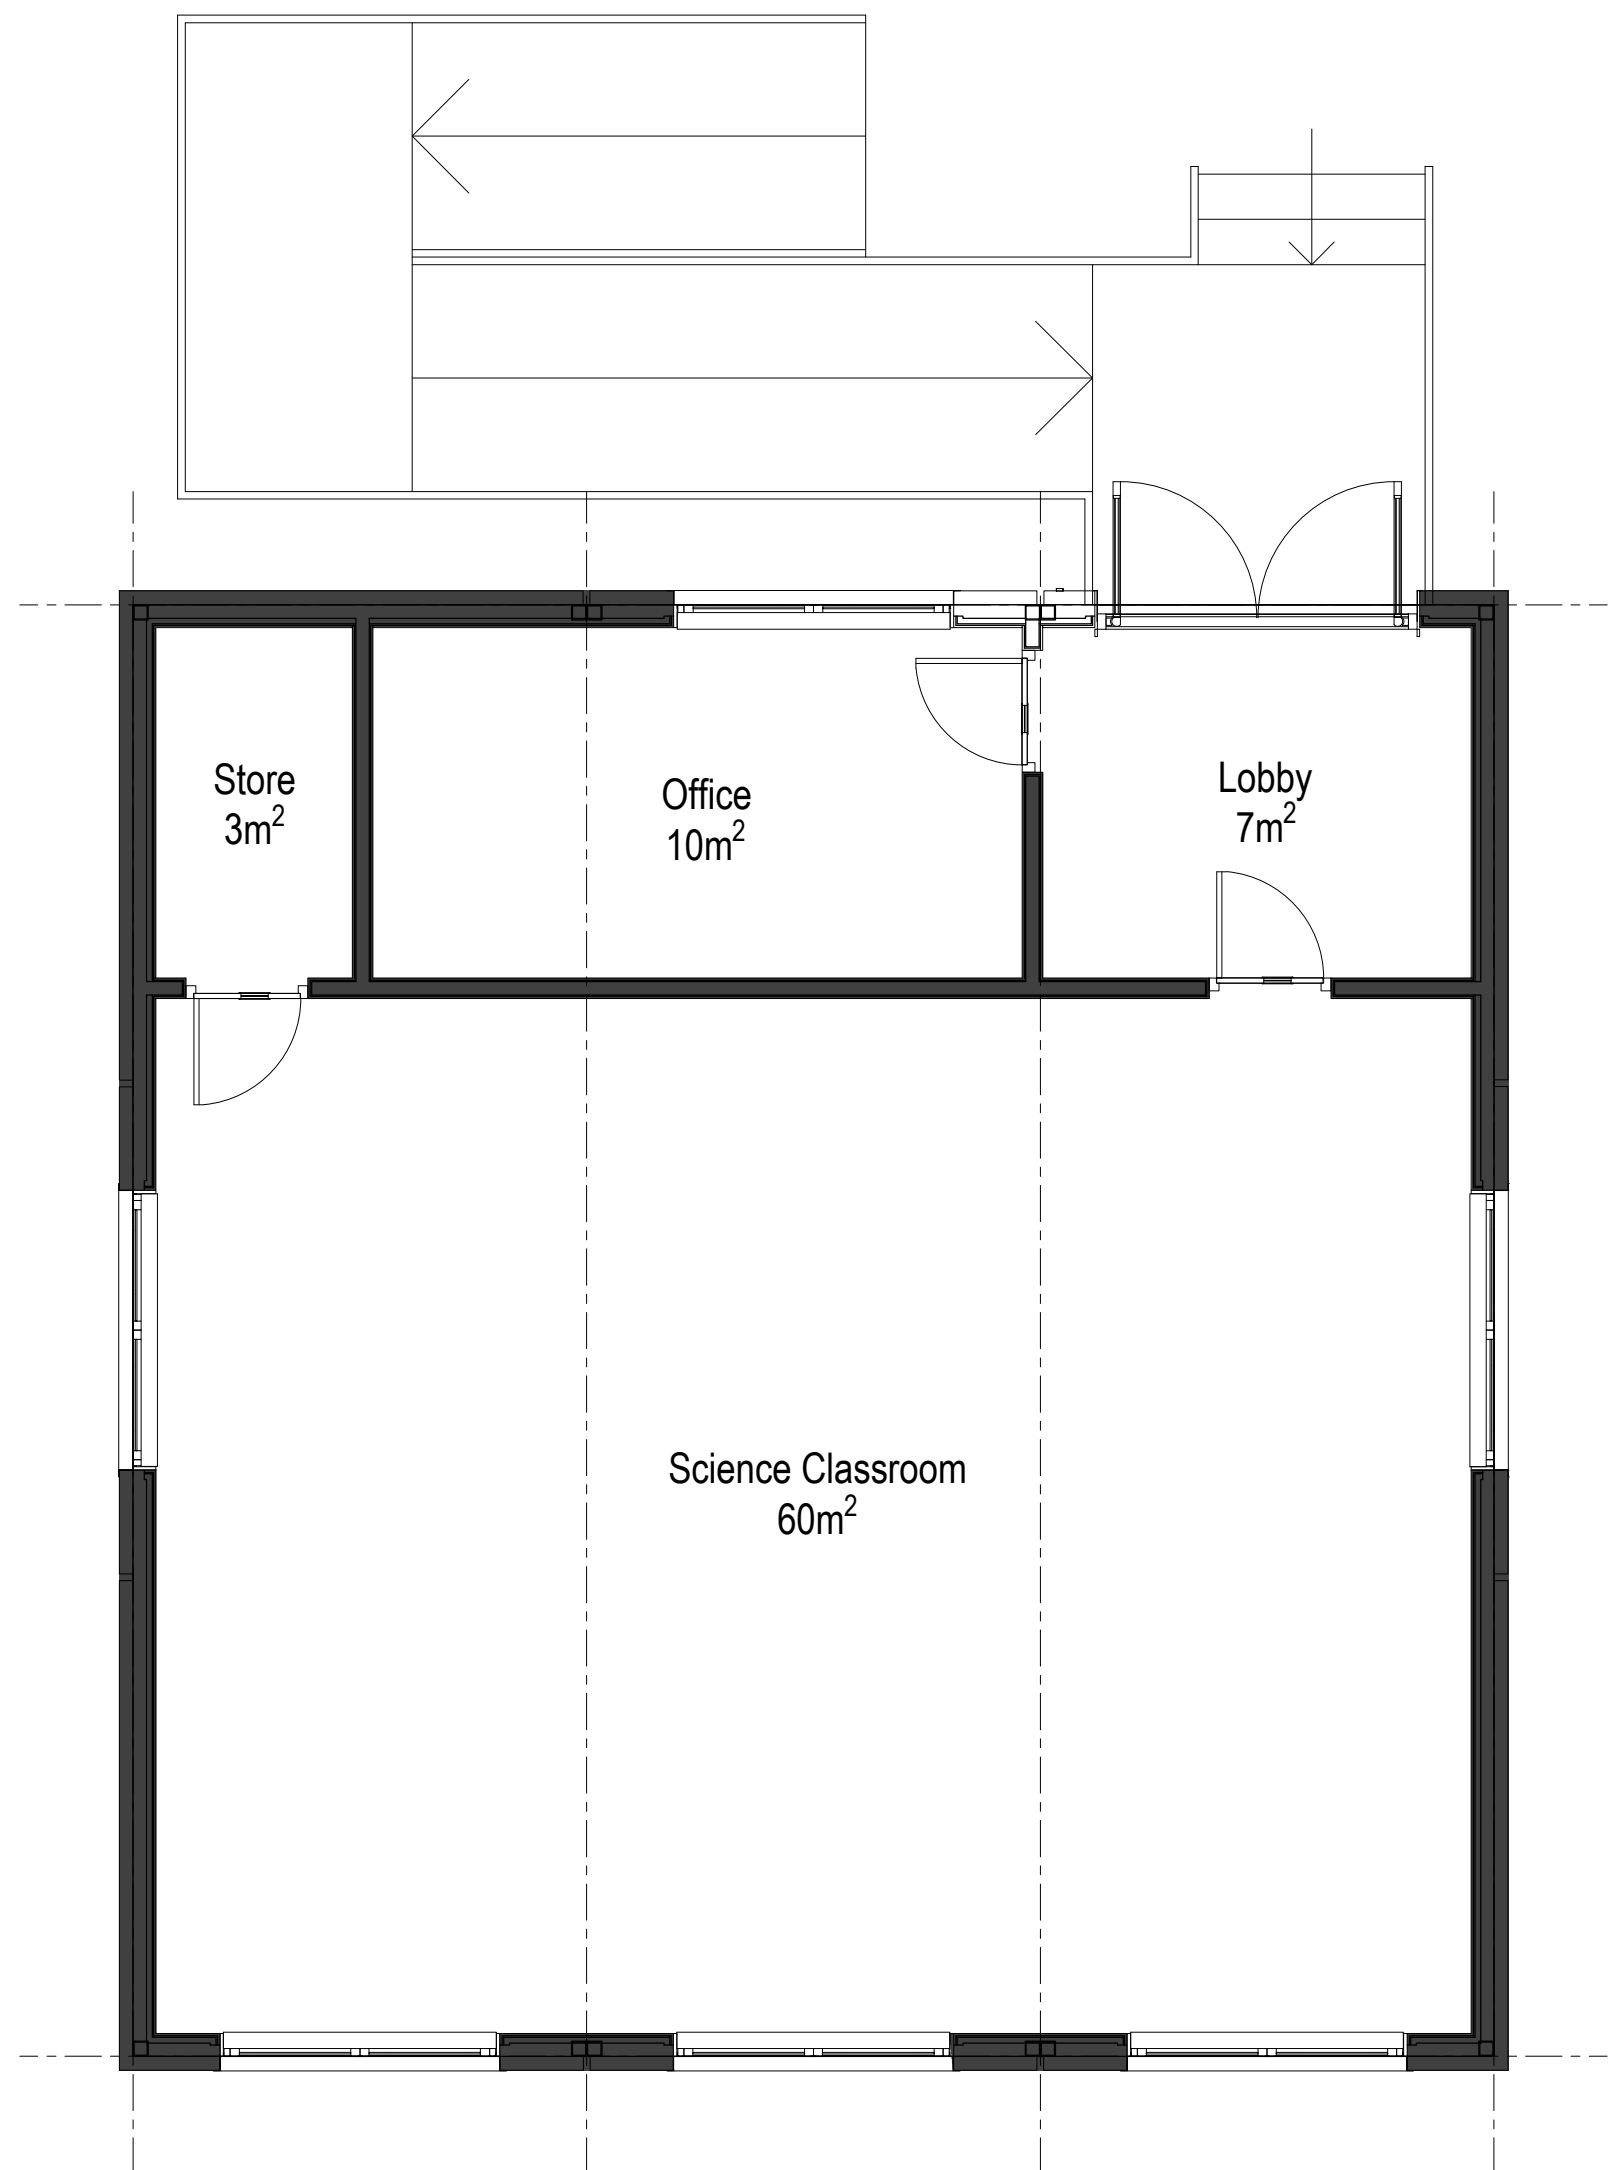 Store
3m²
Office
10m²
Lobby
7m²
Science Classroom
60m²